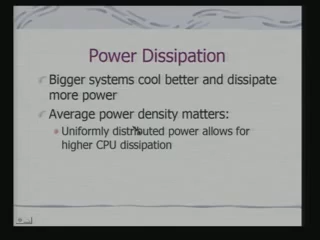 Power Dissipation
Bigger systems cool better and dissipate
more power
Average power density matters:
Uniformly distributed power allows for
higher CPU dissipation